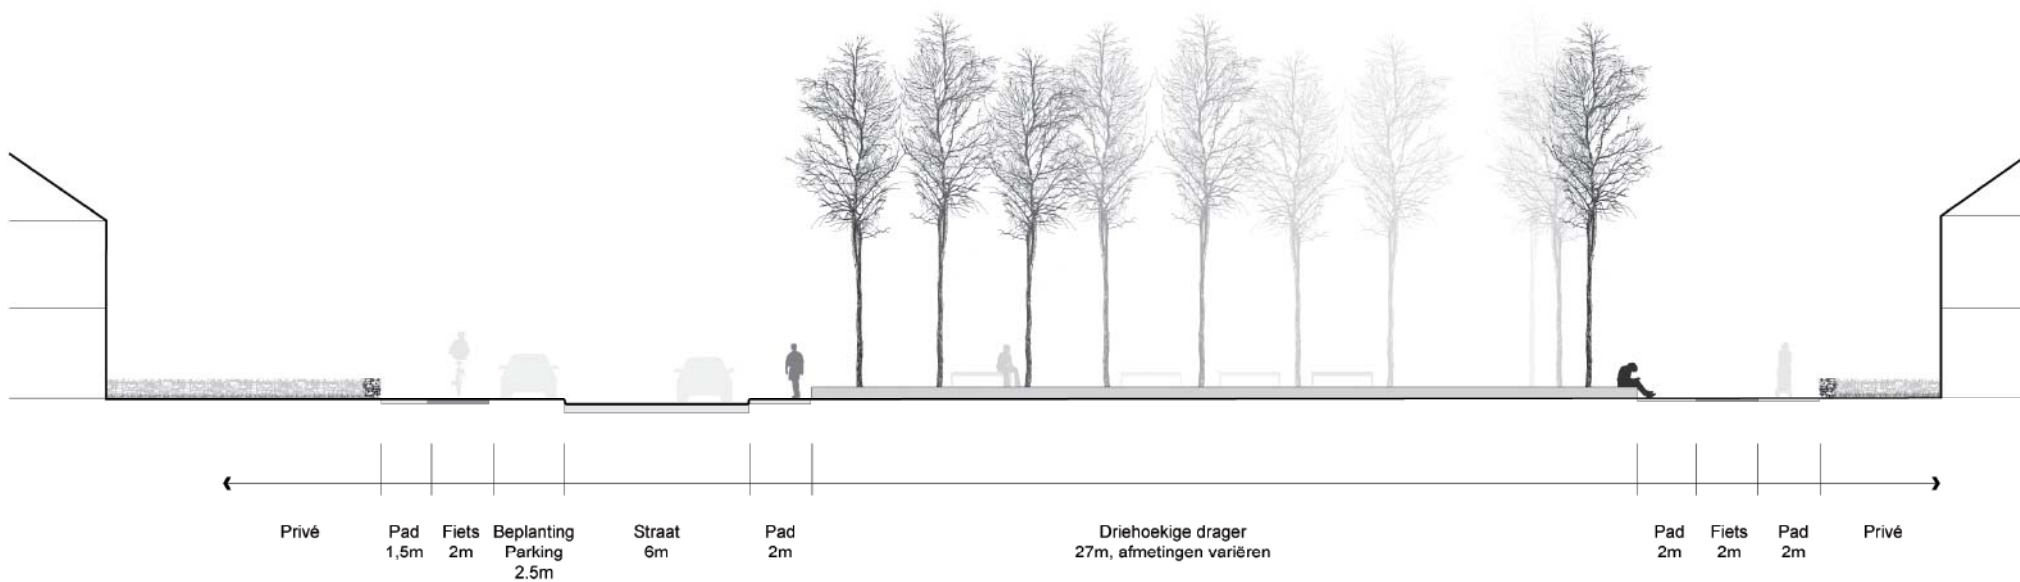 Privé
Pad
1,5m
Fiets
2m
Beplanting
Parking
2.5m
Straat
6m
Pad
2m
Driehoekige drager
27m, afmetingen variëren
Pad
2m
Fiets
2m
Pad
2m
Privé